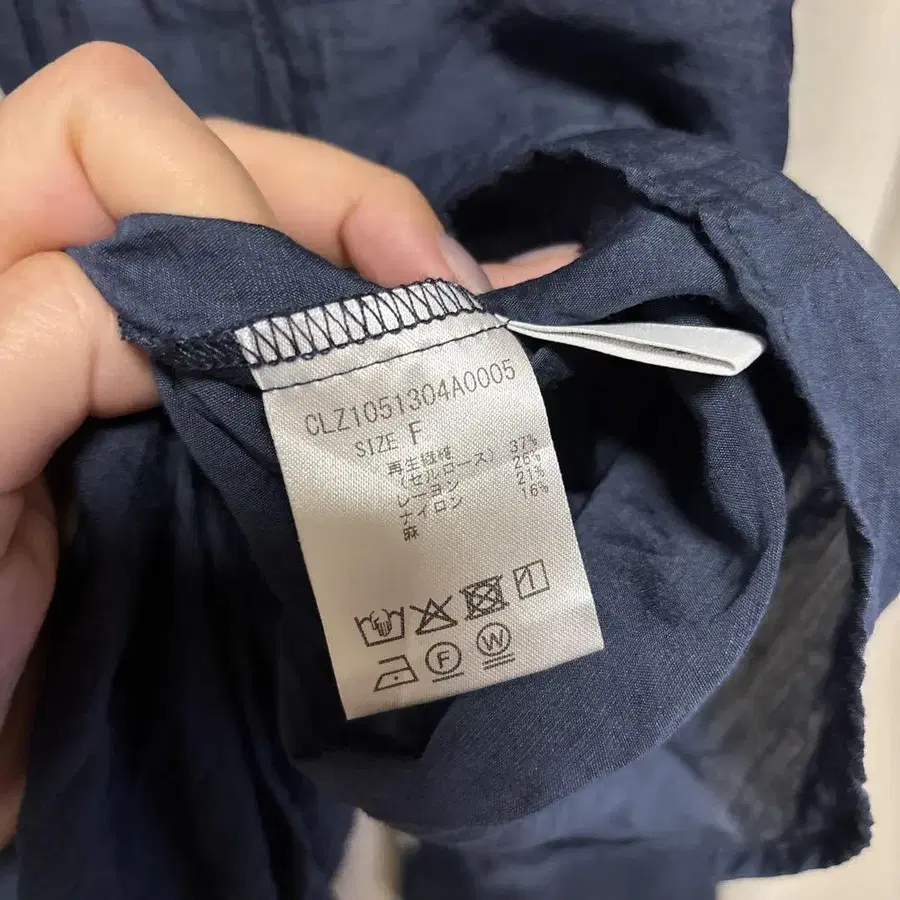 CLZ1051304A0005
SIZE F
再生繊維 37%
(セルロース) 26%
レーヨン 21%
ナイロン 16%
麻
F W